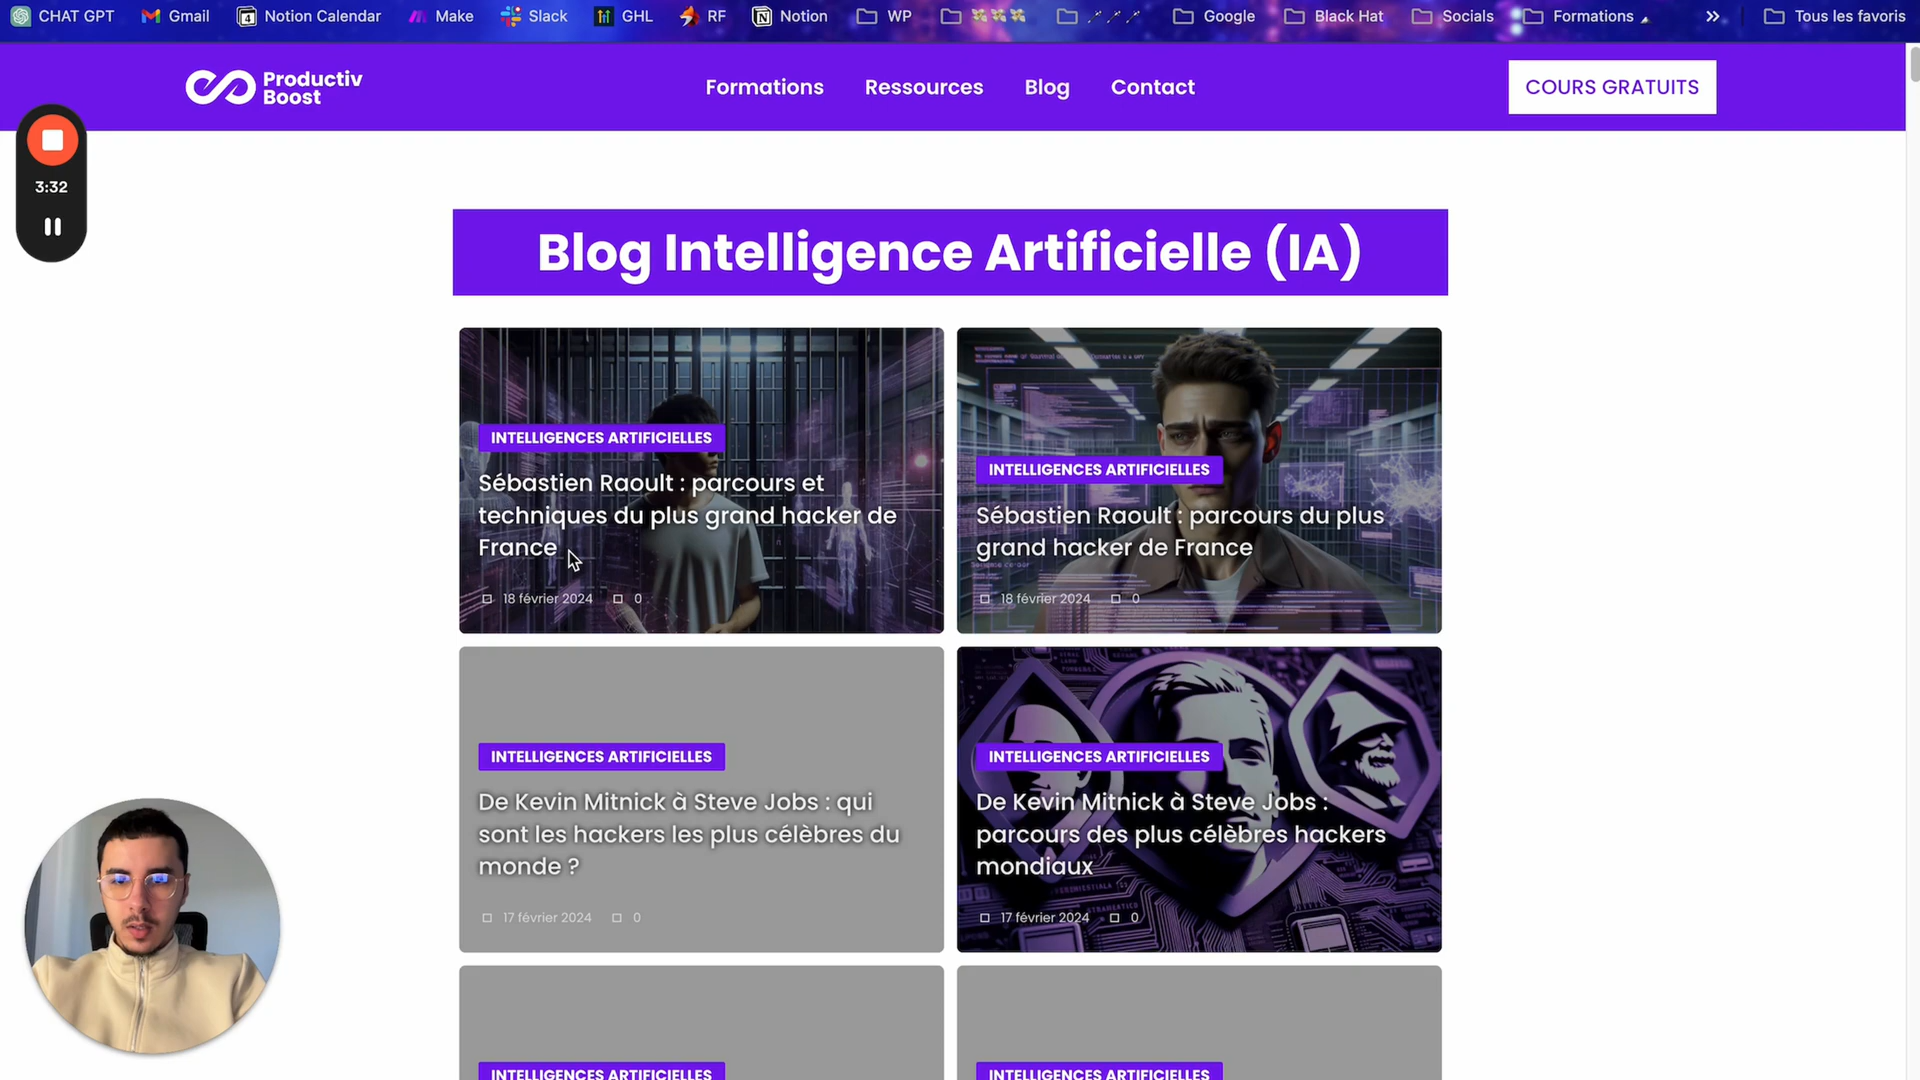 CHAT GPT Gmail Notion Calendar Make Slack GHL RF Notion WP Google Black Hat Socials Formations Tous les favoris
Productiv
Boost
Formations Ressources Blog Contact
COURS GRATUITS
3:32
Blog Intelligence Artificielle (IA)
INTELLIGENCES ARTIFICIELLES
Sébastien Raoult : parcours et
techniques du plus grand hacker de
France
18 février 2024 0
INTELLIGENCES ARTIFICIELLES
Sébastien Raoult : parcours du plus
grand hacker de France
18 février 2024 0
INTELLIGENCES ARTIFICIELLES
De Kevin Mitnick à Steve Jobs : qui
sont les hackers les plus célèbres du
monde ?
17 février 2024 0
INTELLIGENCES ARTIFICIELLES
De Kevin Mitnick à Steve Jobs :
parcours des plus célèbres hackers
mondiaux
17 février 2024 0
INTELLIGENCES ARTIFICIELLES
INTELLIGENCES ARTIFICIELLES